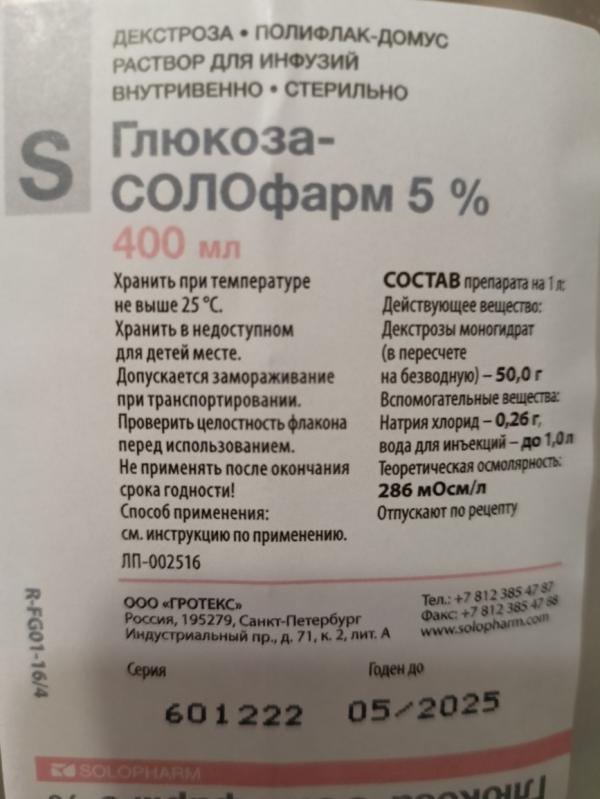 ДЕКСТРОЗА • ПОЛИФЛАК-ДОМУС
РАСТВОР ДЛЯ ИНФУЗИЙ
ВНУТРИВЕННО • СТЕРИЛЬНО
S
Глюкоза-
СОЛОфарм 5 %
400 мл
Хранить при температуре
не выше 25 °С.
Хранить в недоступном
для детей месте.
Допускается замораживание
при транспортировании.
Проверить целостность флакона
перед использованием.
Не применять после окончания
срока годности!
Способ применения:
см. инструкцию по применению.
ЛП-002516
СОСТАВ препарата на 1 л:
Действующее вещество:
Декстрозы моногидрат
(в пересчете
на безводную) – 50,0 г
Вспомогательные вещества:
Натрия хлорид – 0,26 г,
вода для инъекций – до 1,0 л
Теоретическая осмолярность:
286 мОсм/л
Отпускают по рецепту
R-FG01-16/4
ООО «ГРОТЕКС»
Россия, 195279, Санкт-Петербург
Индустриальный пр., д. 71, к. 2, лит. А
Тел.: +7 812 385 47 87
Факс: +7 812 385 47 88
www.solopharm.com
Серия
601222
Годен до
05/2025
SOLOPHARM
Глюкоза-СОЛОфарм 5 %